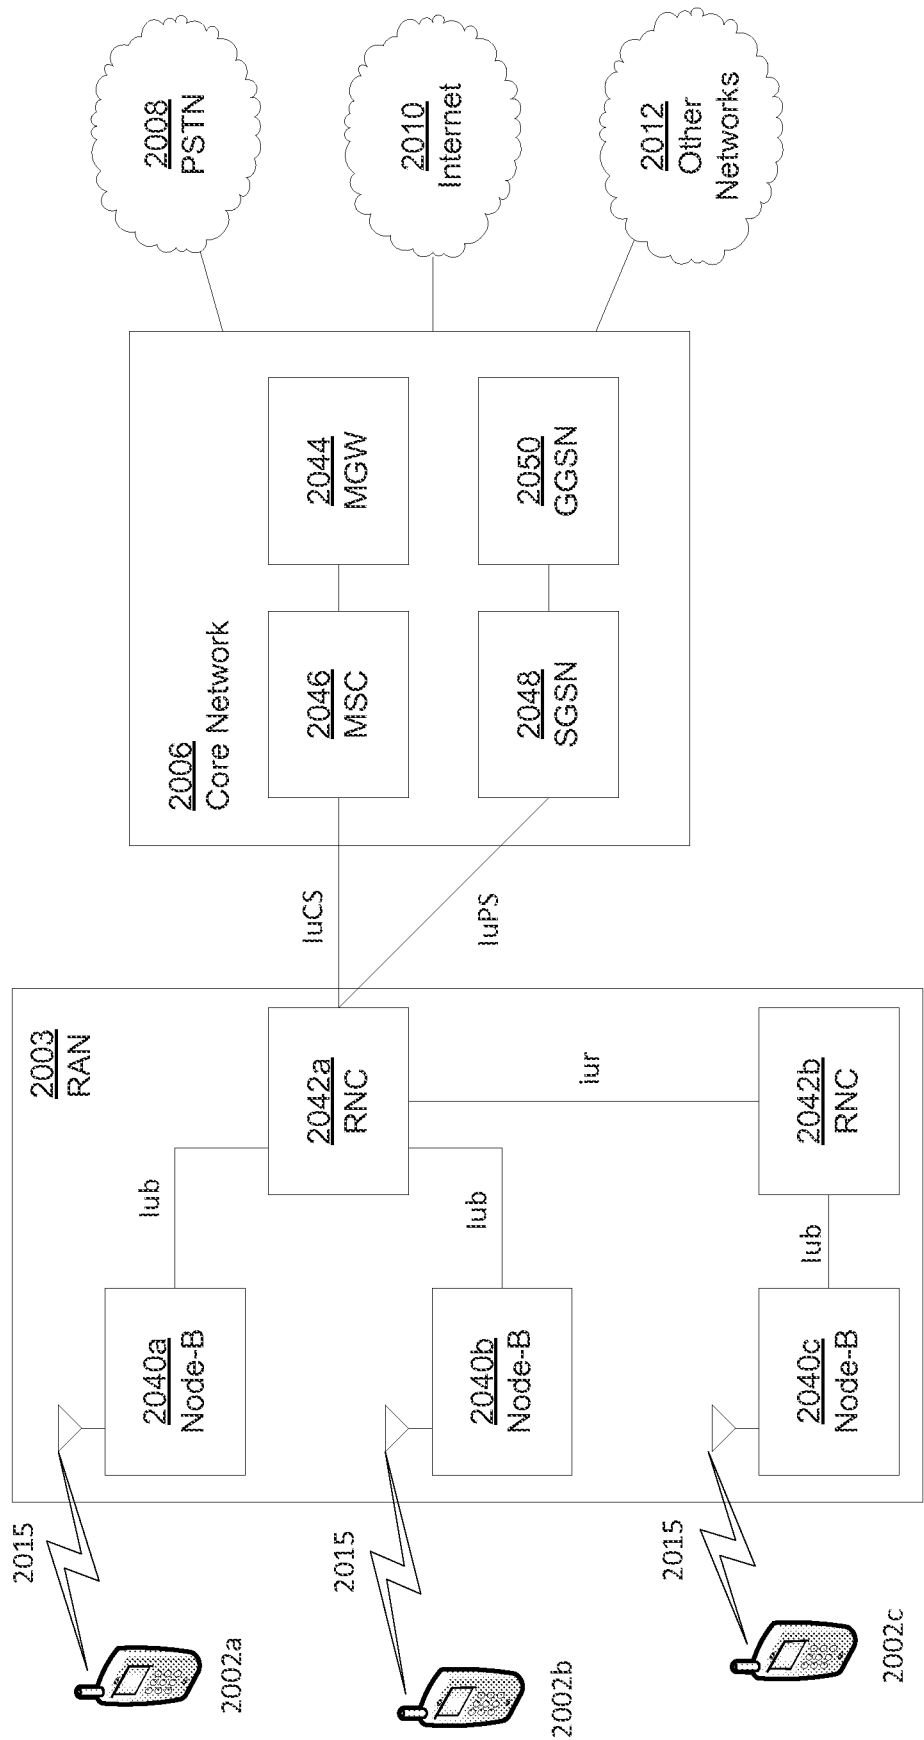 2015
2002a
2015
2002b
2015
2002c
2003
RAN
2040a
Node-B
2040b
Node-B
2040c
Node-B
Iub
Iub
Iub
2042a
RNC
iur
2042b
RNC
IuCS
IuPS
2006
Core Network
2046
MSC
2044
MGW
2048
SGSN
2050
GGSN
2008
PSTN
2010
Internet
2012
Other
Networks